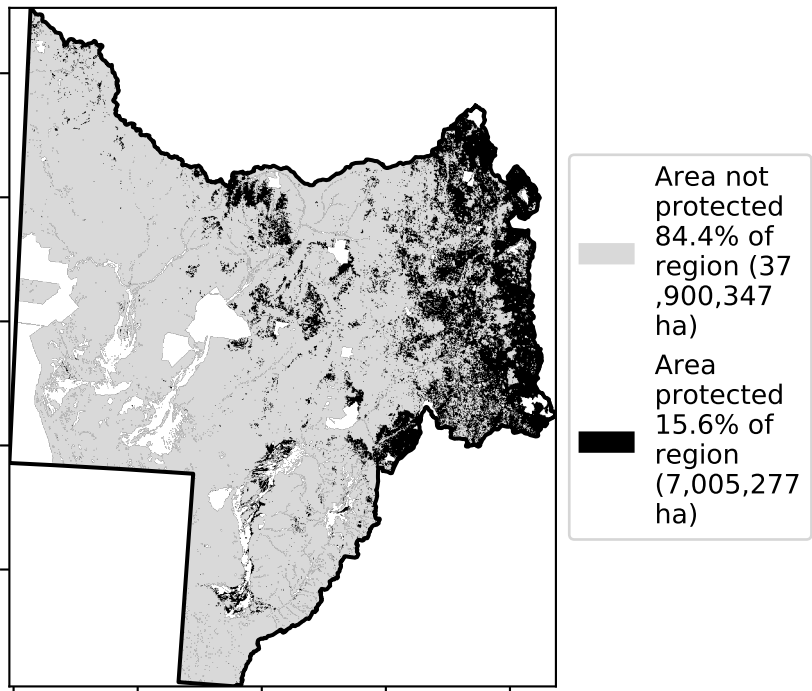 Area not
protected
84.4% of
region (37
,900,347
ha)
Area
protected
15.6% of
region
(7,005,277
ha)